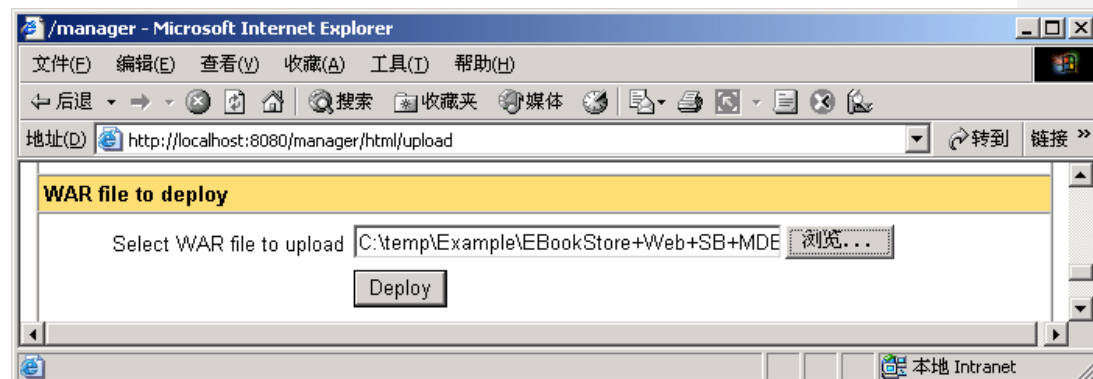 /manager - Microsoft Internet Explorer
文件(F) 编辑(E) 查看(V) 收藏(A) 工具(T) 帮助(H)
后退 搜索 收藏夹 媒体
地址(D) http://localhost:8080/manager/html/upload 转到 链接 »
WAR file to deploy
Select WAR file to upload C:\temp\Example\EBookStore+Web+SB+MDE 浏览...
Deploy
本地 Intranet